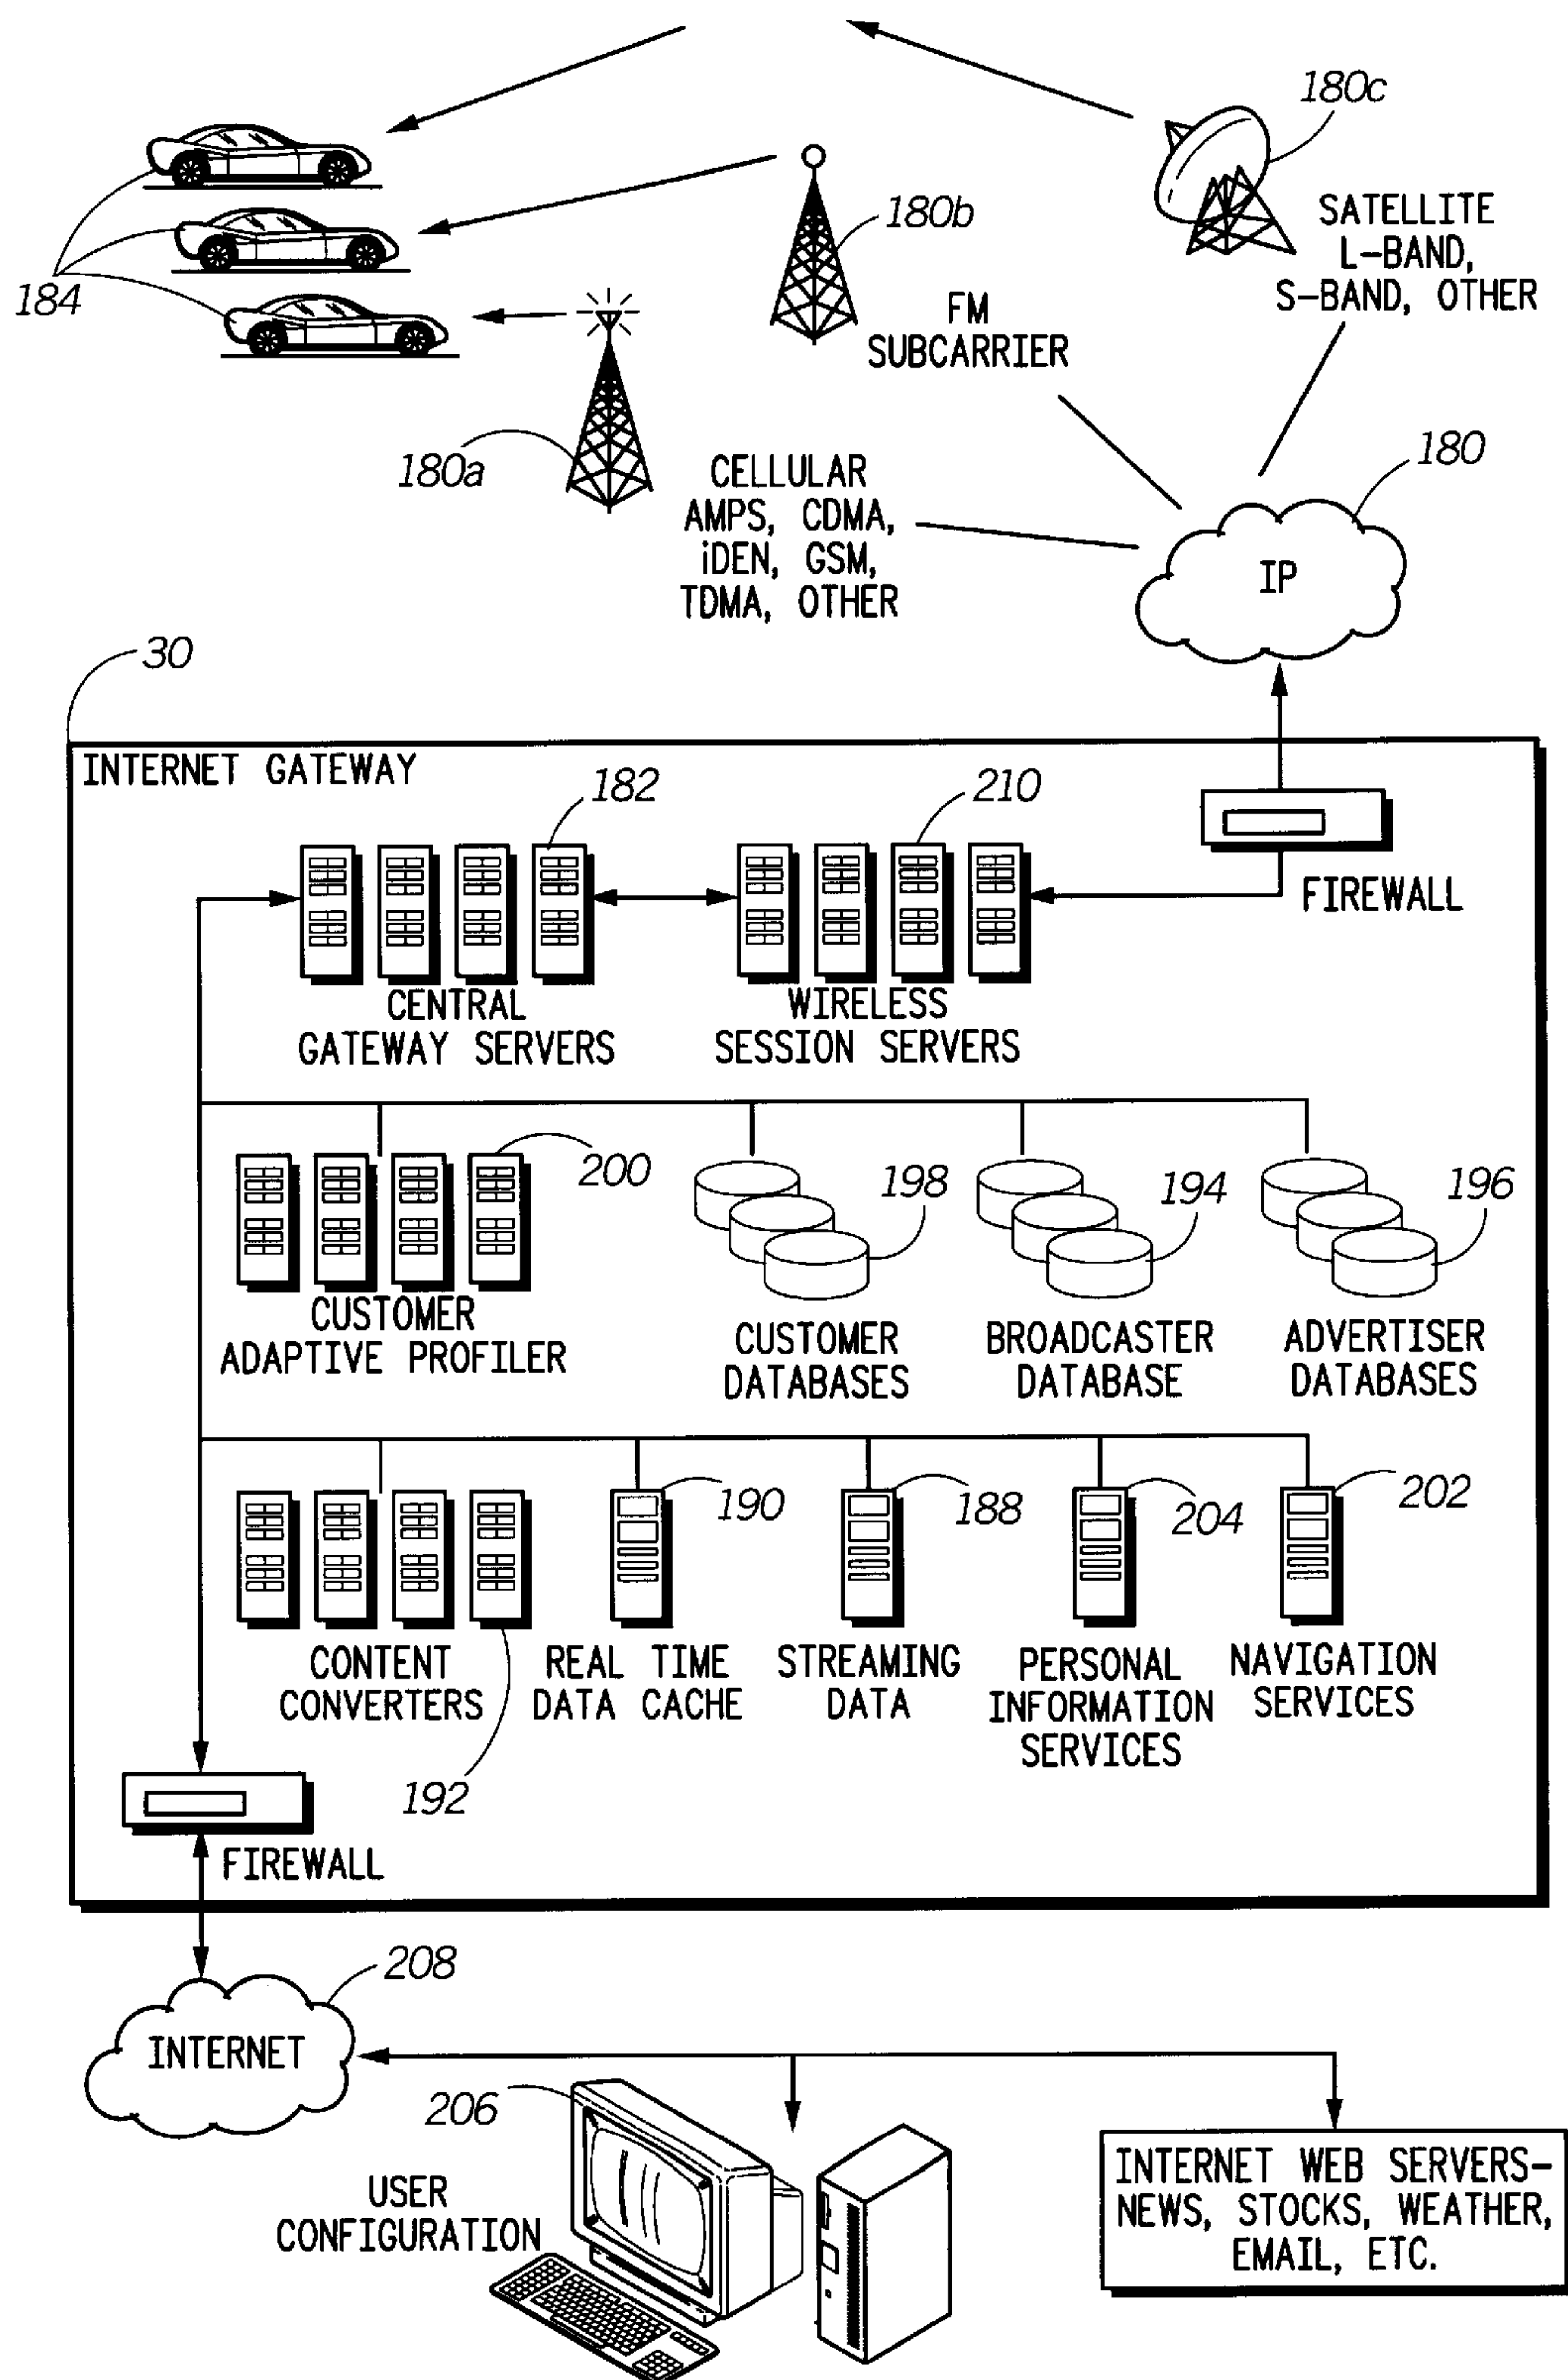 180c
180b
SATELLITE
L-BAND,
S-BAND, OTHER
184
FM
SUBCARRIER
180a
CELLULAR
AMPS, CDMA,
iDEN, GSM,
TDMA, OTHER
180
IP
30
INTERNET GATEWAY
182
210
FIREWALL
CENTRAL
GATEWAY SERVERS
WIRELESS
SESSION SERVERS
200
198
194
196
CUSTOMER
ADAPTIVE PROFILER
CUSTOMER
DATABASES
BROADCASTER
DATABASE
ADVERTISER
DATABASES
190
188
204
202
CONTENT
CONVERTERS
REAL TIME
DATA CACHE
STREAMING
DATA
PERSONAL
INFORMATION
SERVICES
NAVIGATION
SERVICES
192
FIREWALL
208
INTERNET
206
USER
CONFIGURATION
INTERNET WEB SERVERS-
NEWS, STOCKS, WEATHER,
EMAIL, ETC.